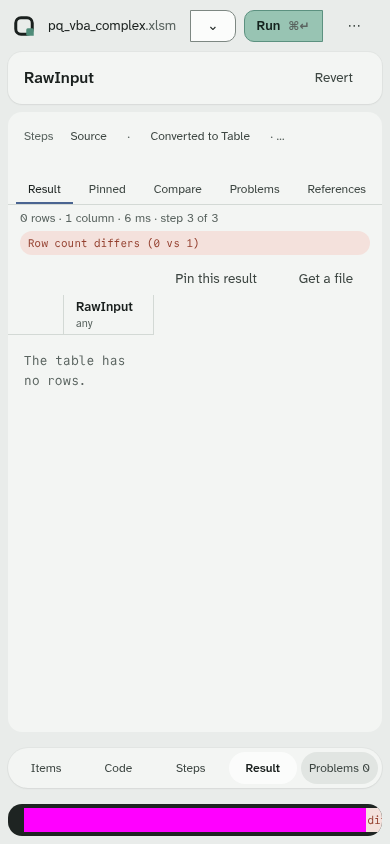 pq_vba_complex.xlsm
Run ⌘↵
...
RawInput
Revert
Steps Source · Converted to Table · ...
Result Pinned Compare Problems References
0 rows · 1 column · 6 ms · step 3 of 3
Row count differs (0 vs 1)
Pin this result Get a file
RawInput
any
The table has
no rows.
Items Code Steps Result Problems 0
di